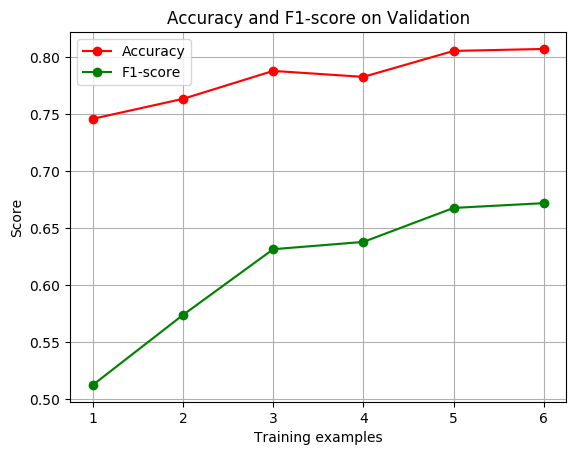 Accuracy and F1-score on Validation
Accuracy
F1-score
0.80
0.75
0.70
0.65
0.60
0.55
0.50
Score
1 2 3 4 5 6
Training examples